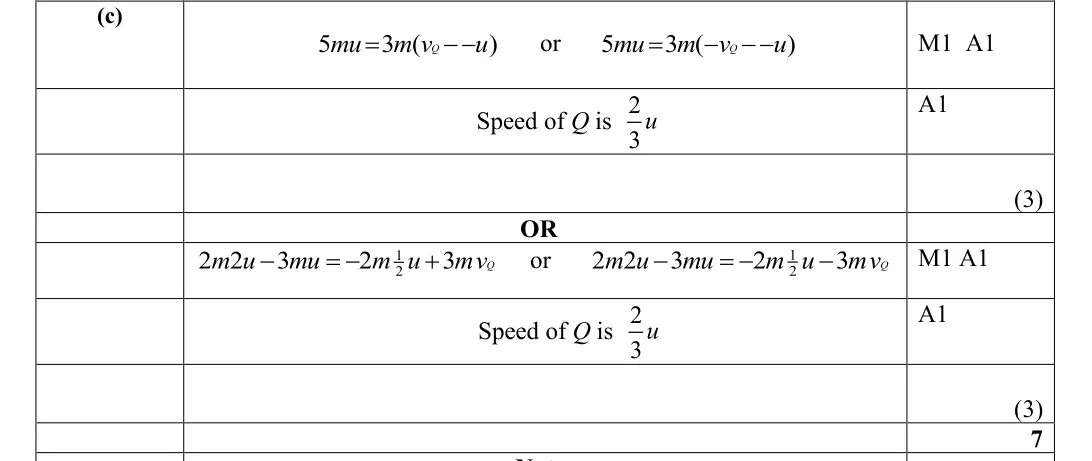 (c)
5mu=3m(v_Q − −u) or 5mu=3m(−v_Q − −u) M1 A1
Speed of Q is 2/3 u A1
(3)
OR
2m2u−3mu=−2m½u+3mv_Q or 2m2u−3mu=−2m½u−3mv_Q M1 A1
Speed of Q is 2/3 u A1
(3)
7